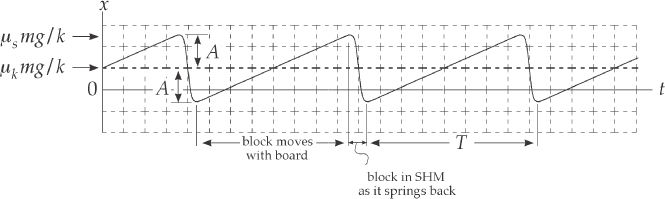 x
μₛmg/k
A
μₖmg/k
A
0
t
block moves
with board
T
block in SHM
as it springs back